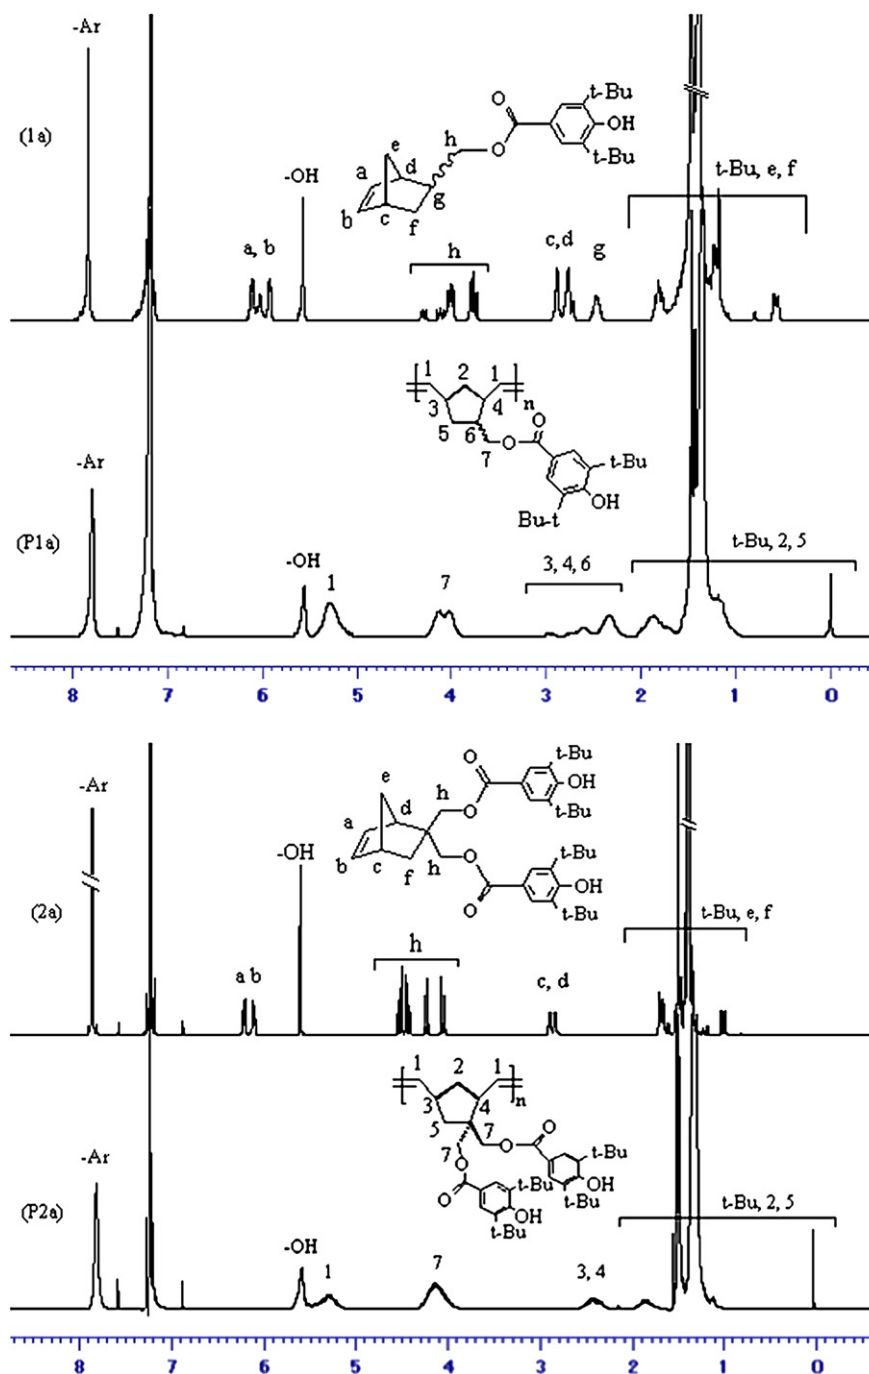 -Ar
t-Bu
O
OH
(1a)
e
h
O
t-Bu
t-Bu, e, f
-OH
a
d
g
b
c
f
a, b
h
c,d
g
1
2
1
3
4
n
5
6
O
7
O
-Ar
t-Bu
OH
Bu-t
(P1a)
-OH
1
7
3, 4, 6
t-Bu, 2, 5
8 7 6 5 4 3 2 1 0
t-Bu
O
-Ar
e
OH
h
O
t-Bu
a
d
-OH
b
c
f
h
O
t-Bu
OH
O
t-Bu
(2a)
t-Bu, e, f
h
a b
c, d
1
2
1
3
4
n
5
7
O
7
O
t-Bu
-Ar
O
O
t-Bu
OH
t-Bu
(P2a)
OH
t-Bu
t-Bu, 2, 5
-OH
1
7
3, 4
8 7 6 5 4 3 2 1 0